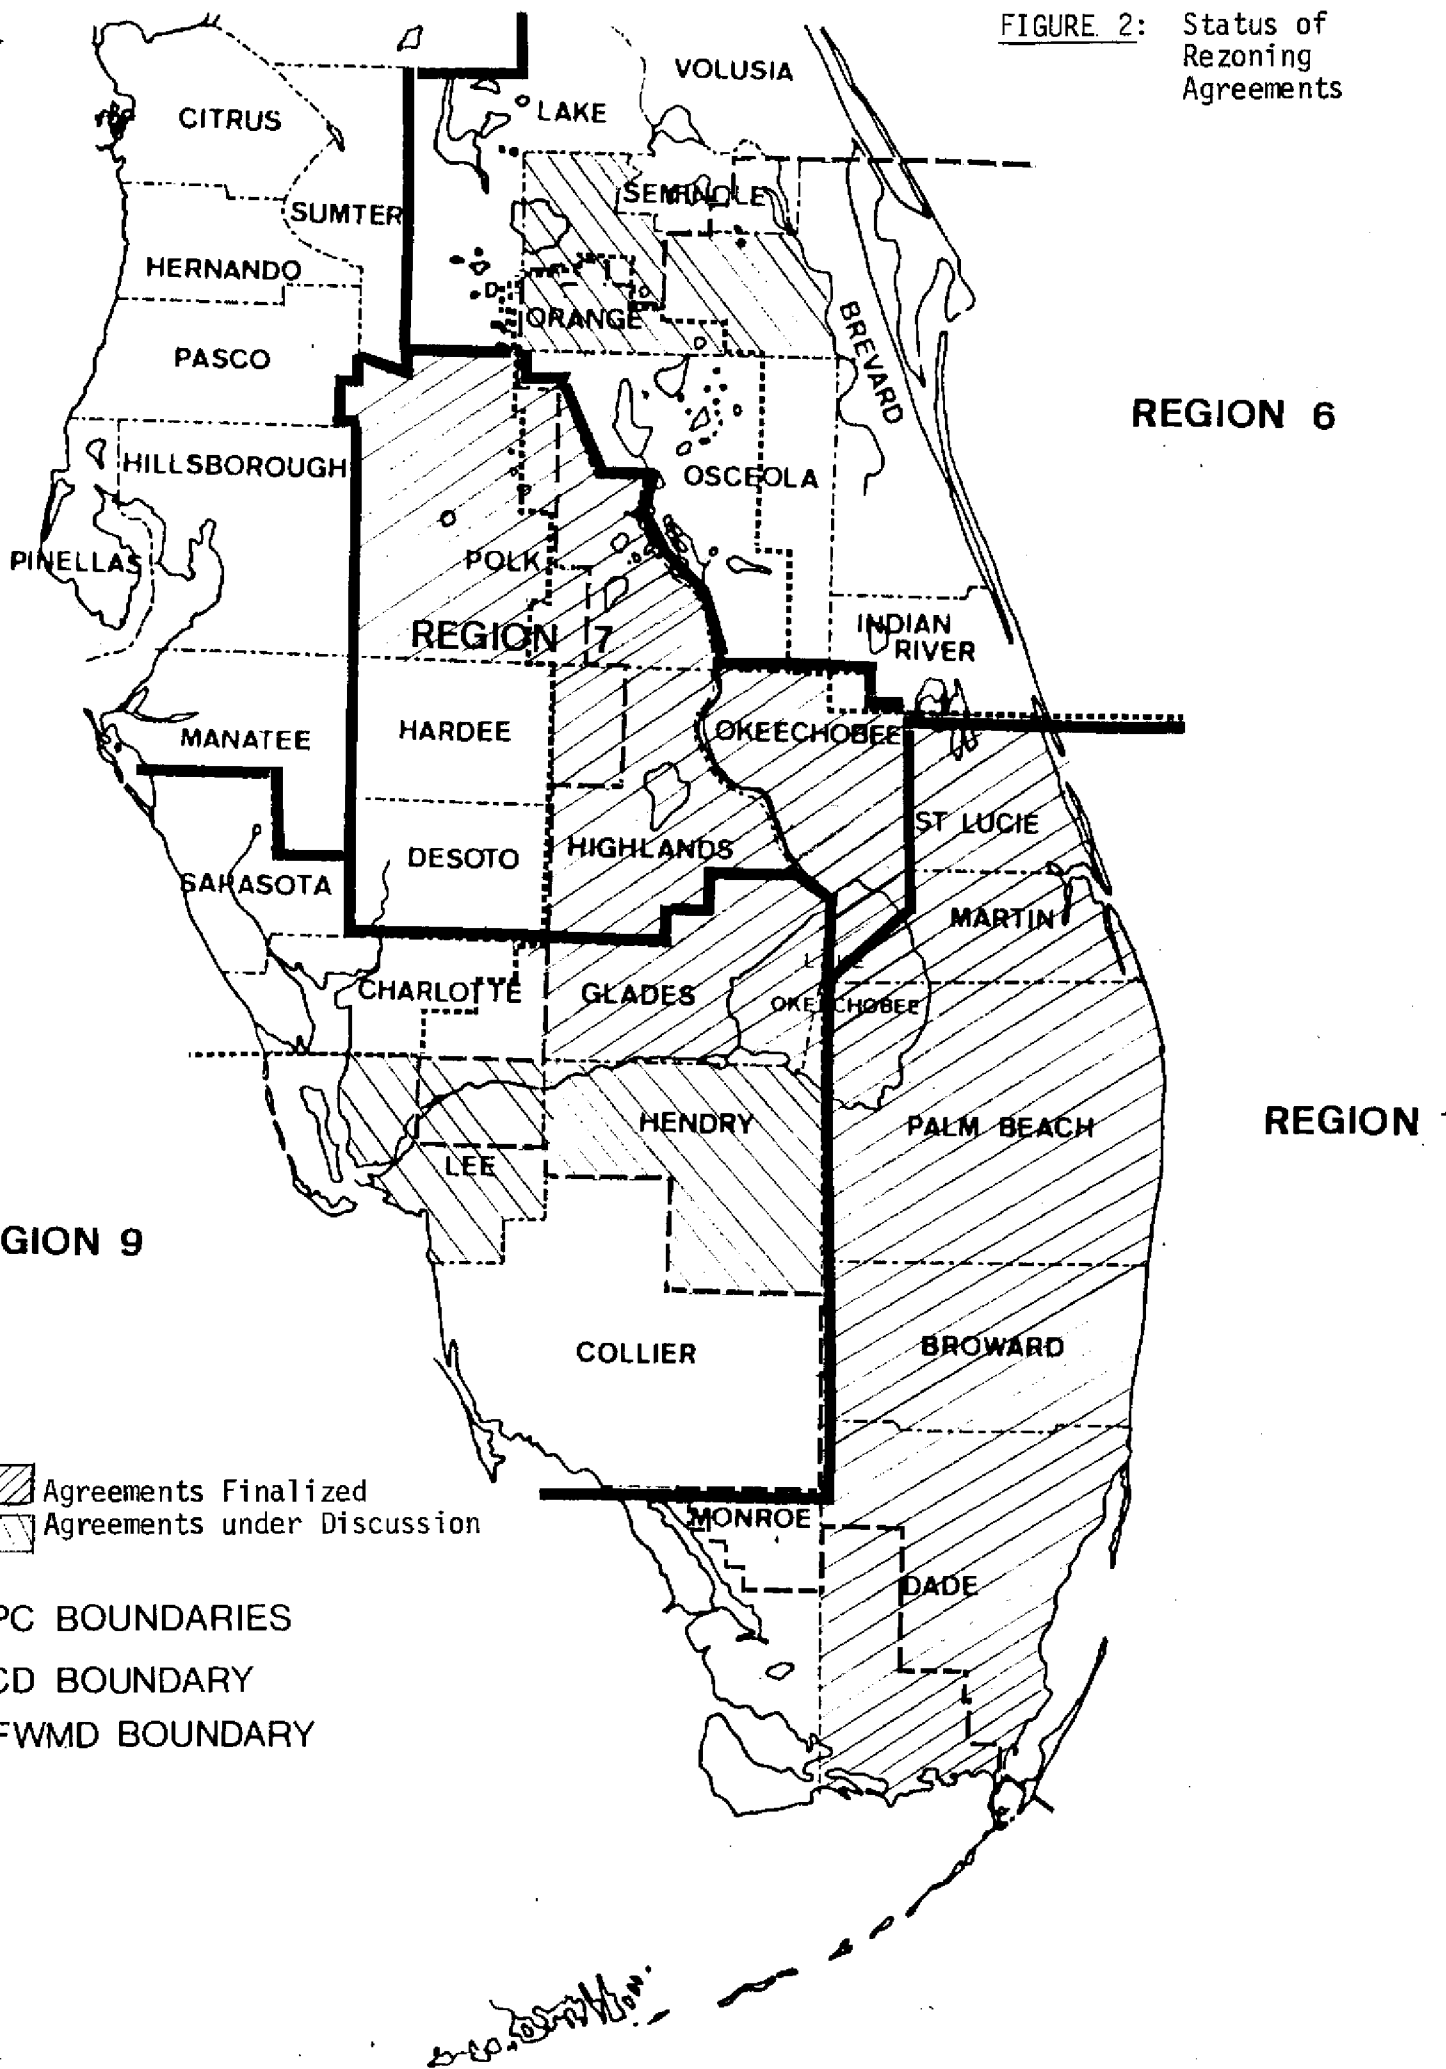 FIGURE 2: Status of
Rezoning
Agreements
VOLUSIA
CITRUS
LAKE
SEMINOLE
SUMTER
HERNANDO
ORANGE
BREVARD
PASCO
REGION 6
HILLSBOROUGH
OSCEOLA
PINELLAS
POLK
REGION 7
INDIAN
RIVER
MANATEE
HARDEE
OKEECHOBEE
ST LUCIE
DESOTO
HIGHLANDS
SARASOTA
MARTIN
LAKE
OKEECHOBEE
CHARLOTTE
GLADES
HENDRY
PALM BEACH
REGION
LEE
GION 9
COLLIER
BROWARD
Agreements Finalized
Agreements under Discussion
MONROE
DADE
PC BOUNDARIES
CD BOUNDARY
FWMD BOUNDARY